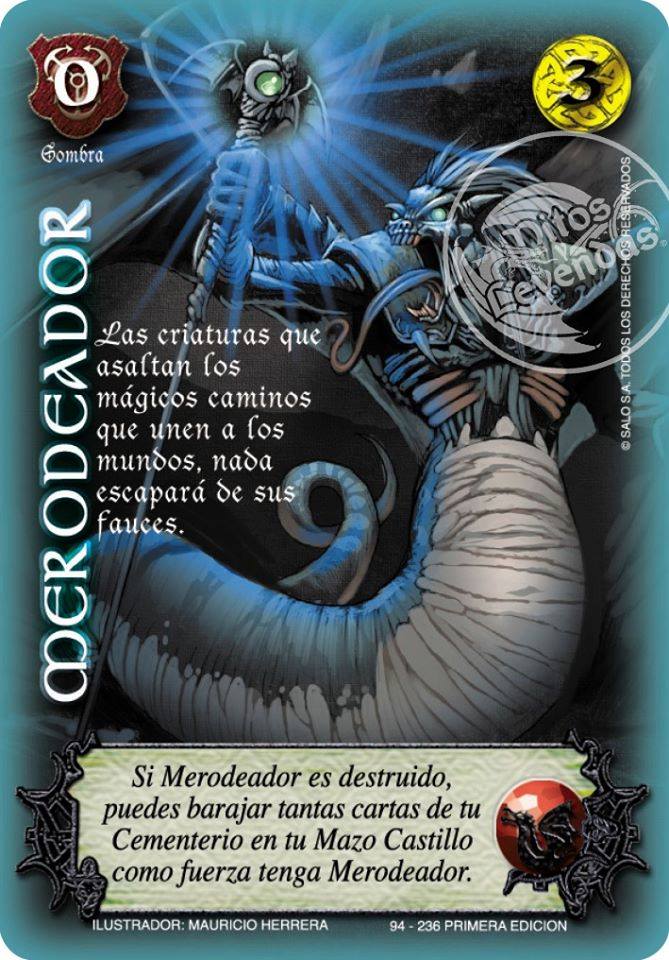 0
3
Sombra
Mitos
Leyendas
MERODEADOR
Las criaturas que
asaltan los
mágicos caminos
que unen a los
mundos, nada
escapará de sus
fauces.
© SALO S.A. TODOS LOS DERECHOS RESERVADOS
Si Merodeador es destruido,
puedes barajar tantas cartas de tu
Cementerio en tu Mazo Castillo
como fuerza tenga Merodeador.
ILUSTRADOR: MAURICIO HERRERA
94 - 236 PRIMERA EDICION